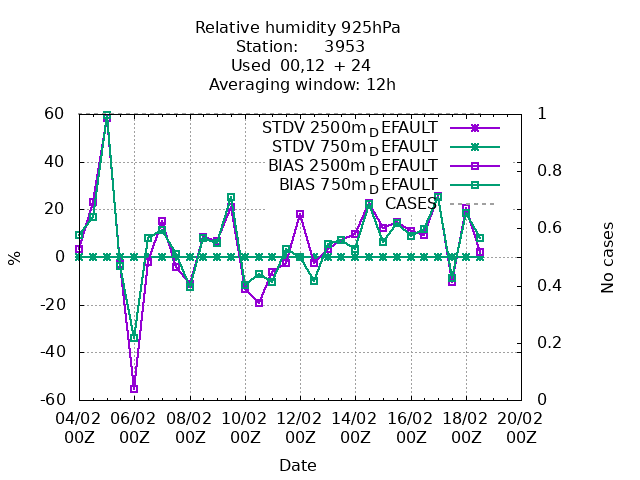 Relative humidity 925hPa
Station: 3953
Used 00,12 + 24
Averaging window: 12h
STDV 2500m_DEFAULT
STDV 750m_DEFAULT
BIAS 2500m_DEFAULT
BIAS 750m_DEFAULT
CASES
60
40
20
0
-20
-40
-60
%
1
0.8
0.6
0.4
0.2
0
No cases
04/02 06/02 08/02 10/02 12/02 14/02 16/02 18/02 20/02
00Z 00Z 00Z 00Z 00Z 00Z 00Z 00Z 00Z
Date